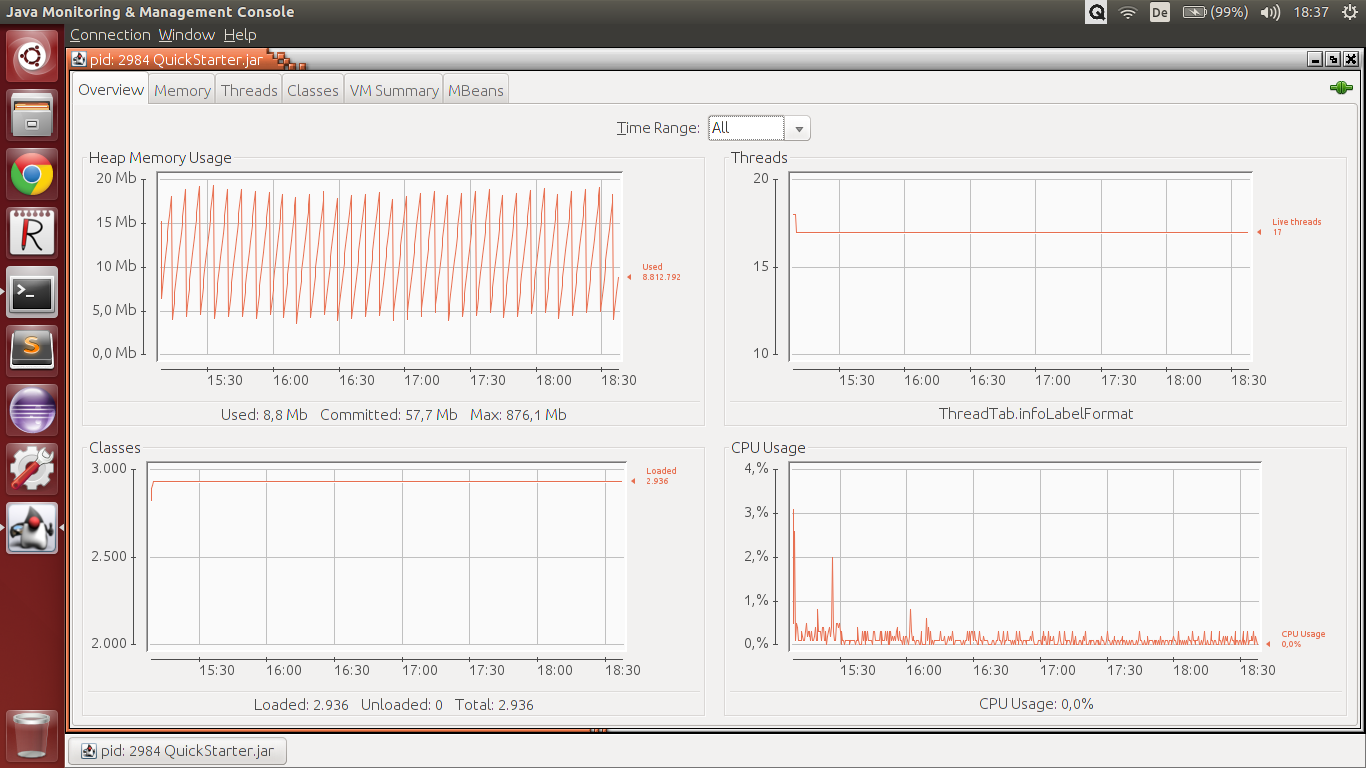 Java Monitoring & Management Console
Q
De
(99%)
18:37
Connection Window Help
pid: 2984 QuickStarter.jar
Overview Memory Threads Classes VM Summary MBeans
Time Range: All
Heap Memory Usage
20 Mb
15 Mb
10 Mb
5,0 Mb
0,0 Mb
Used
8.812.792
15:30 16:00 16:30 17:00 17:30 18:00 18:30
Used: 8,8 Mb Committed: 57,7 Mb Max: 876,1 Mb
Threads
20
15
10
Live threads
17
15:30 16:00 16:30 17:00 17:30 18:00 18:30
ThreadTab.infoLabelFormat
Classes
3.000
2.500
2.000
Loaded
2.936
15:30 16:00 16:30 17:00 17:30 18:00 18:30
Loaded: 2.936 Unloaded: 0 Total: 2.936
CPU Usage
4,%
3,%
2,%
1,%
0,%
CPU Usage
0,0%
15:30 16:00 16:30 17:00 17:30 18:00 18:30
CPU Usage: 0,0%
R
>_
S
pid: 2984 QuickStarter.jar